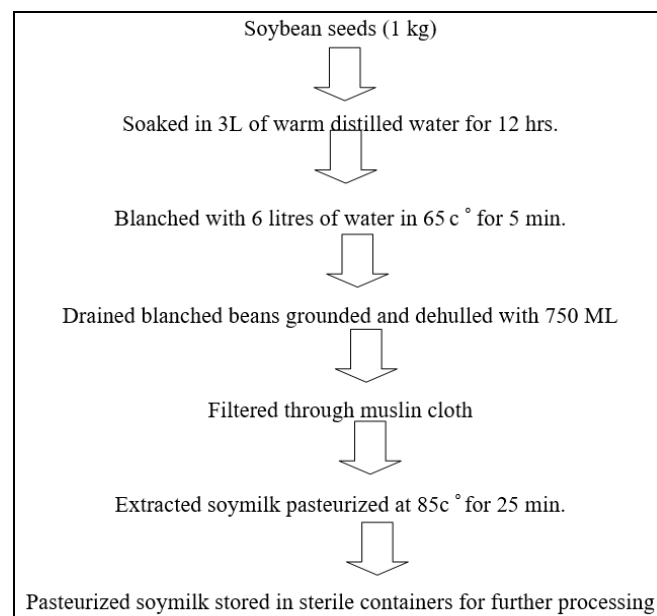 Soybean seeds (1 kg)
Soaked in 3L of warm distilled water for 12 hrs.
Blanched with 6 litres of water in 65 c ° for 5 min.
Drained blanched beans grounded and dehulled with 750 ML
Filtered through muslin cloth
Extracted soymilk pasteurized at 85c ° for 25 min.
Pasteurized soymilk stored in sterile containers for further processing